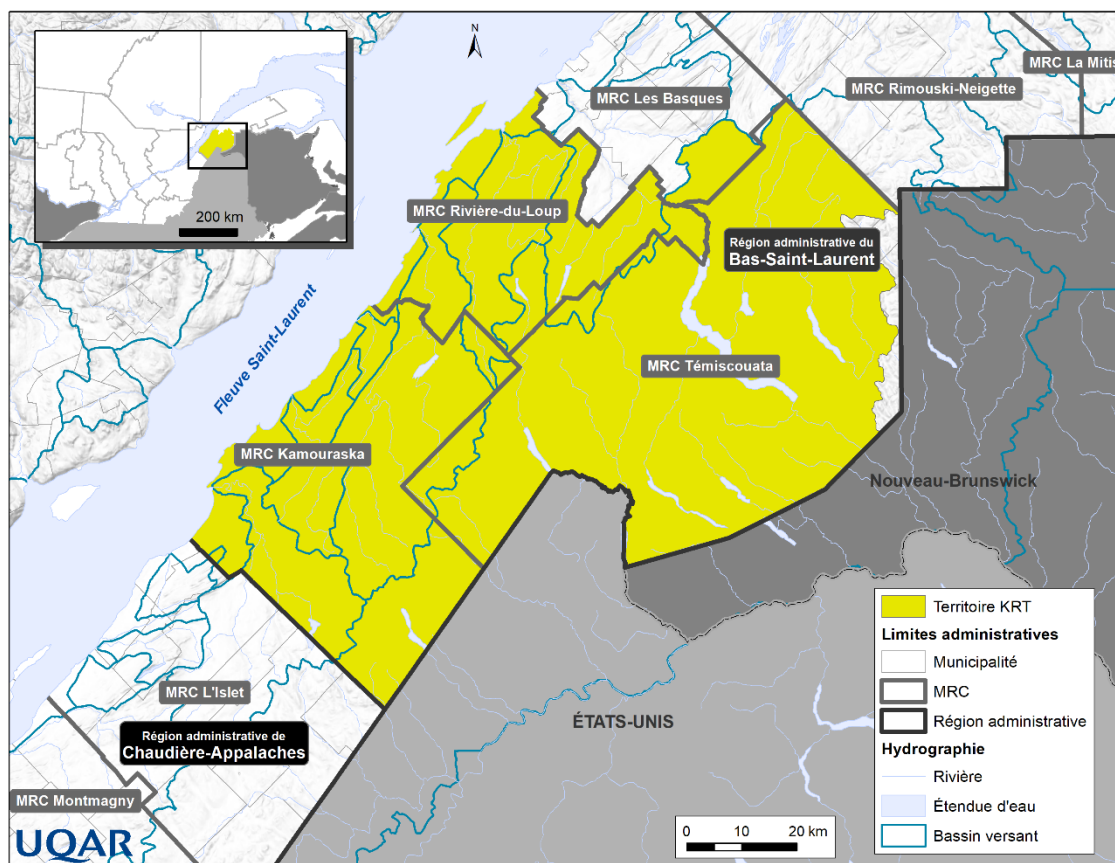 N
MRC La Mitis
MRC Les Basques
MRC Rimouski-Neigette
200 km
MRC Rivière-du-Loup
Région administrative du
Bas-Saint-Laurent
Fleuve Saint-Laurent
MRC Témiscouata
MRC Kamouraska
Nouveau-Brunswick
MRC L'Islet
ÉTATS-UNIS
Région administrative de
Chaudière-Appalaches
MRC Montmagny
UQAR
Territoire KRT
Limites administratives
Municipalité
MRC
Région administrative
Hydrographie
Rivière
Étendue d'eau
Bassin versant
0 10 20 km